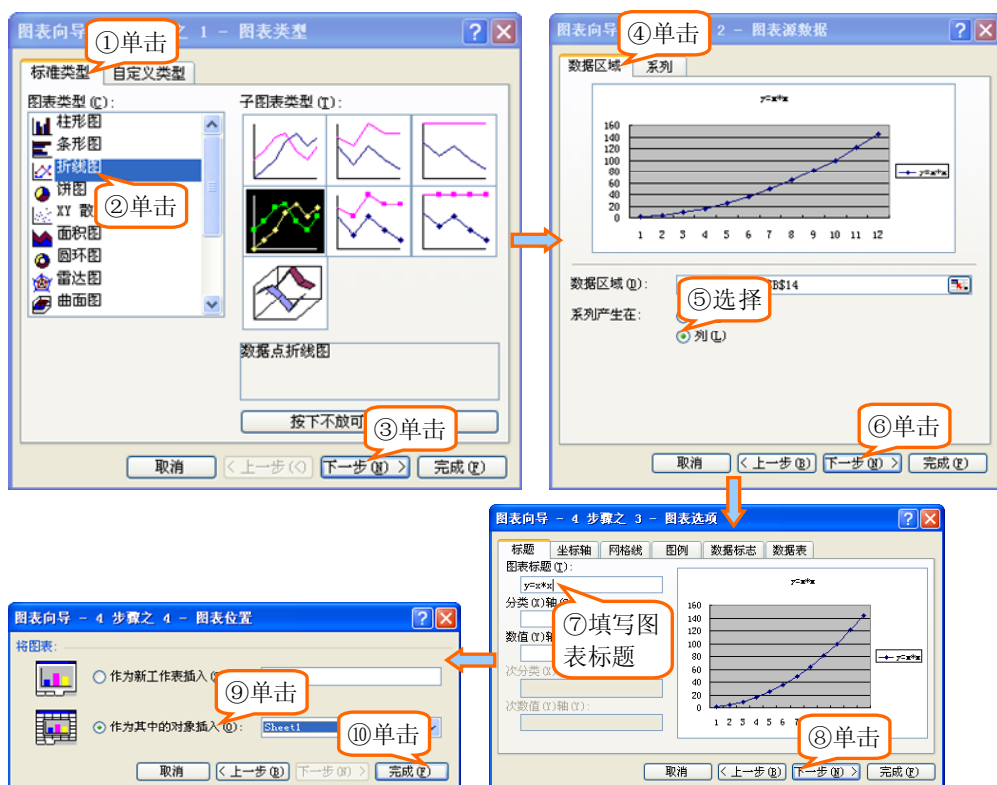 图表向导
之 1 - 图表类型
①单击
标准类型
自定义类型
图表类型(C):
子图表类型(T):
柱形图
条形图
折线图
饼图
XY 散
面积图
圆环图
雷达图
曲面图
②单击
数据点折线图
按下不放可
③单击
取消
<上一步(<)
下一步(N) >
完成(F)
图表向导
2 - 图表源数据
④单击
数据区域
系列
y=x*x
160
140
120
100
80
60
40
20
0
1 2 3 4 5 6 7 8 9 10 11 12
y=x*x
数据区域(D):
B$14
⑤选择
系列产生在:
列(L)
⑥单击
取消
<上一步(B)
下一步(N) >
完成(F)
图表向导 - 4 步骤之 3 - 图表选项
标题
坐标轴
网格线
图例
数据标志
数据表
图表标题(T):
y=x*x
分类(X)轴
数值(Y)轴
次分类(X)
次数值(Y)轴(Y):
⑦填写图
表标题
y=x*x
160
140
120
100
80
60
40
20
0
1 2 3 4 5 6
y=x*x
⑧单击
取消
<上一步(B)
下一步(N) >
完成(F)
图表向导 - 4 步骤之 4 - 图表位置
将图表:
作为新工作表插入(
⑨单击
作为其中的对象插入(O):
Sheet1
⑩单击
取消
<上一步(B)
下一步(N) >
完成(F)